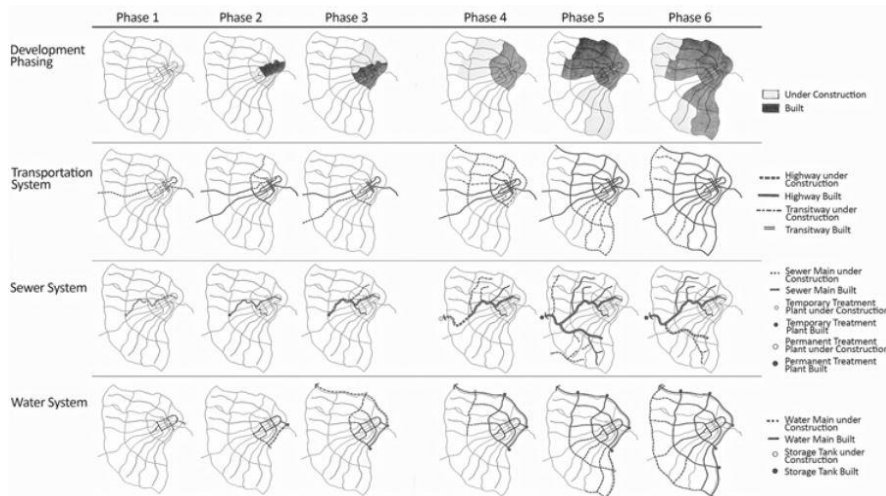 Phase 1 Phase 2 Phase 3 Phase 4 Phase 5 Phase 6
Development
Phasing
Under Construction
Built
Transportation
System
Highway under
Construction
Highway Built
Transitway under
Construction
Transitway Built
Sewer System
Sewer Main under
Construction
Sewer Main Built
Temporary Treatment
Plant under Construction
Temporary Treatment
Plant Built
Permanent Treatment
Plant under Construction
Permanent Treatment
Plant Built
Water System
Water Main under
Construction
Water Main Built
Storage Tank under
Construction
Storage Tank Built